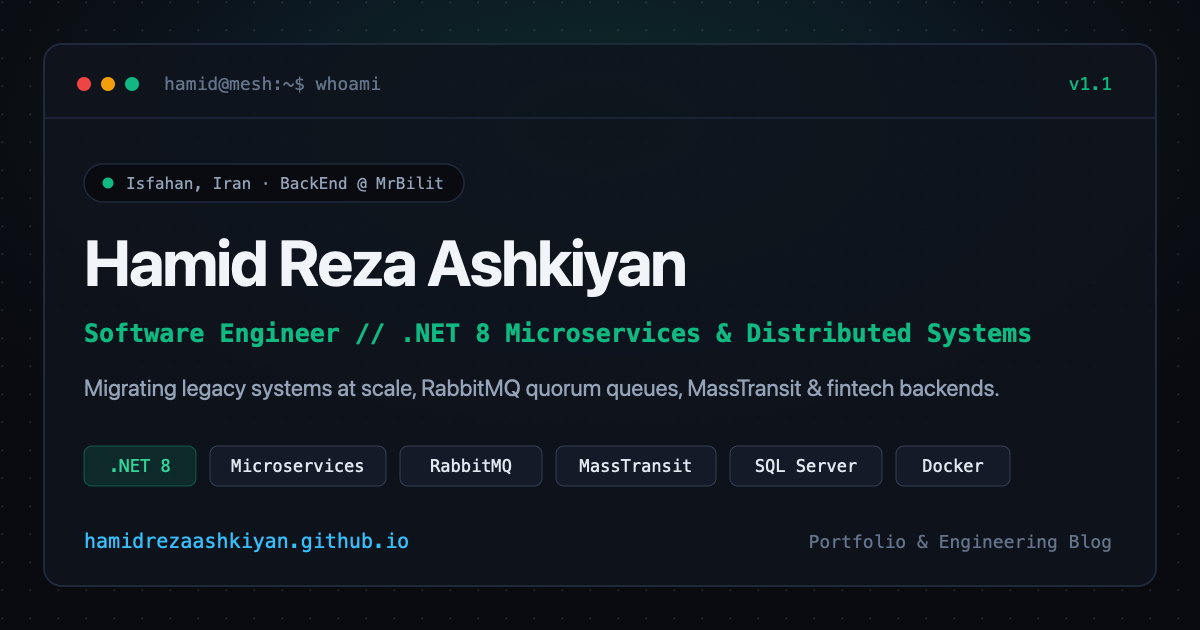 hamid@mesh:~$ whoami
v1.1
Isfahan, Iran · BackEnd @ MrBilit
Hamid Reza Ashkiyan
Software Engineer // .NET 8 Microservices & Distributed Systems
Migrating legacy systems at scale, RabbitMQ quorum queues, MassTransit & fintech backends.
.NET 8 Microservices RabbitMQ MassTransit SQL Server Docker
hamidrezaashkiyan.github.io
Portfolio & Engineering Blog